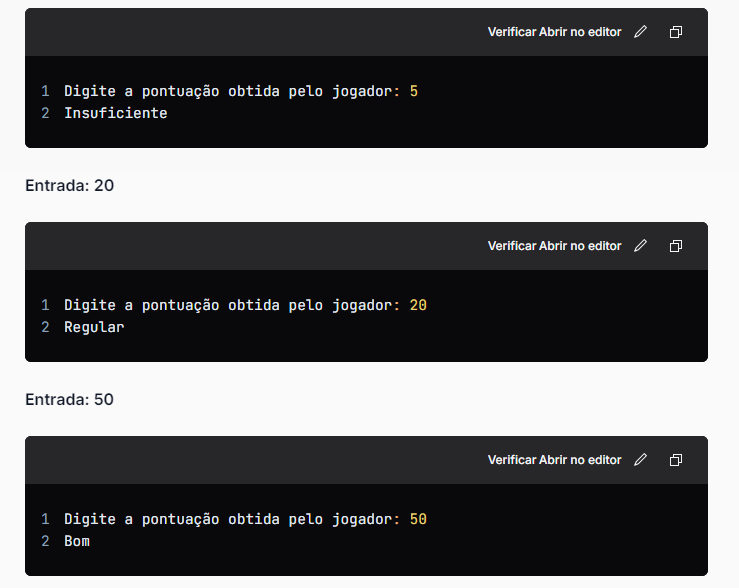 Verificar Abrir no editor
1 Digite a pontuação obtida pelo jogador: 5
2 Insuficiente
Entrada: 20
Verificar Abrir no editor
1 Digite a pontuação obtida pelo jogador: 20
2 Regular
Entrada: 50
Verificar Abrir no editor
1 Digite a pontuação obtida pelo jogador: 50
2 Bom